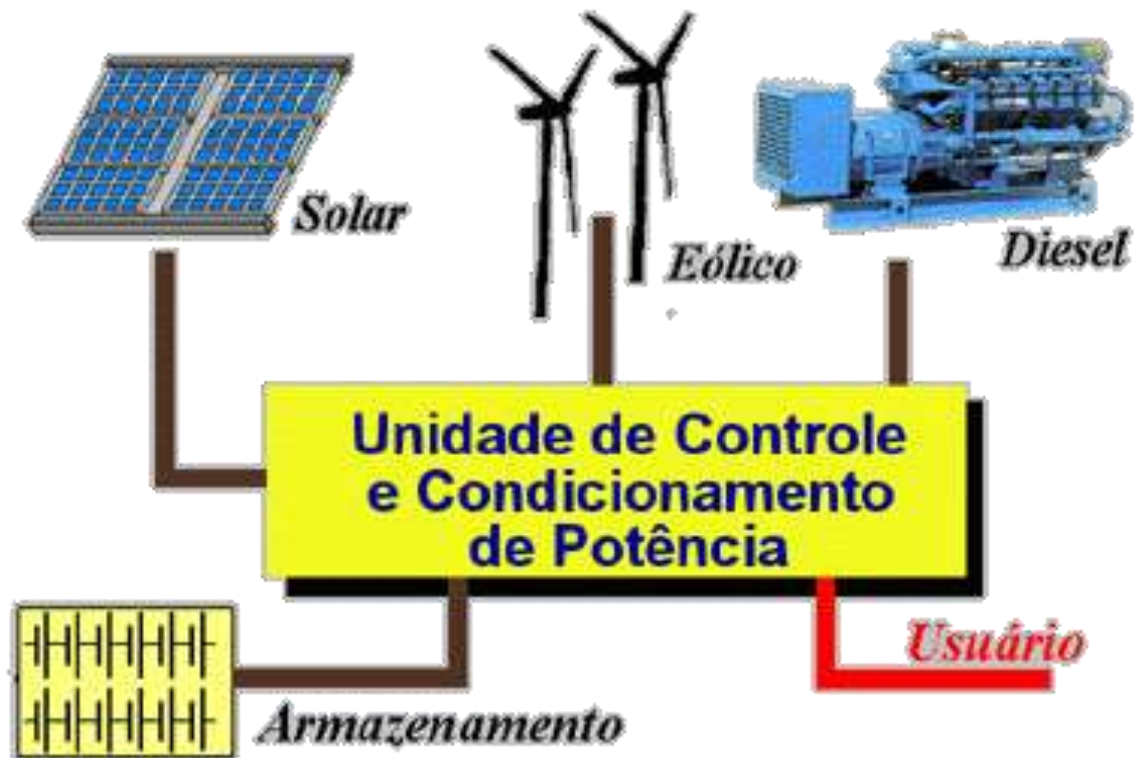 Solar
Eólico
Diesel
Unidade de Controle
e Condicionamento
de Potência
Usuário
Armazenamento